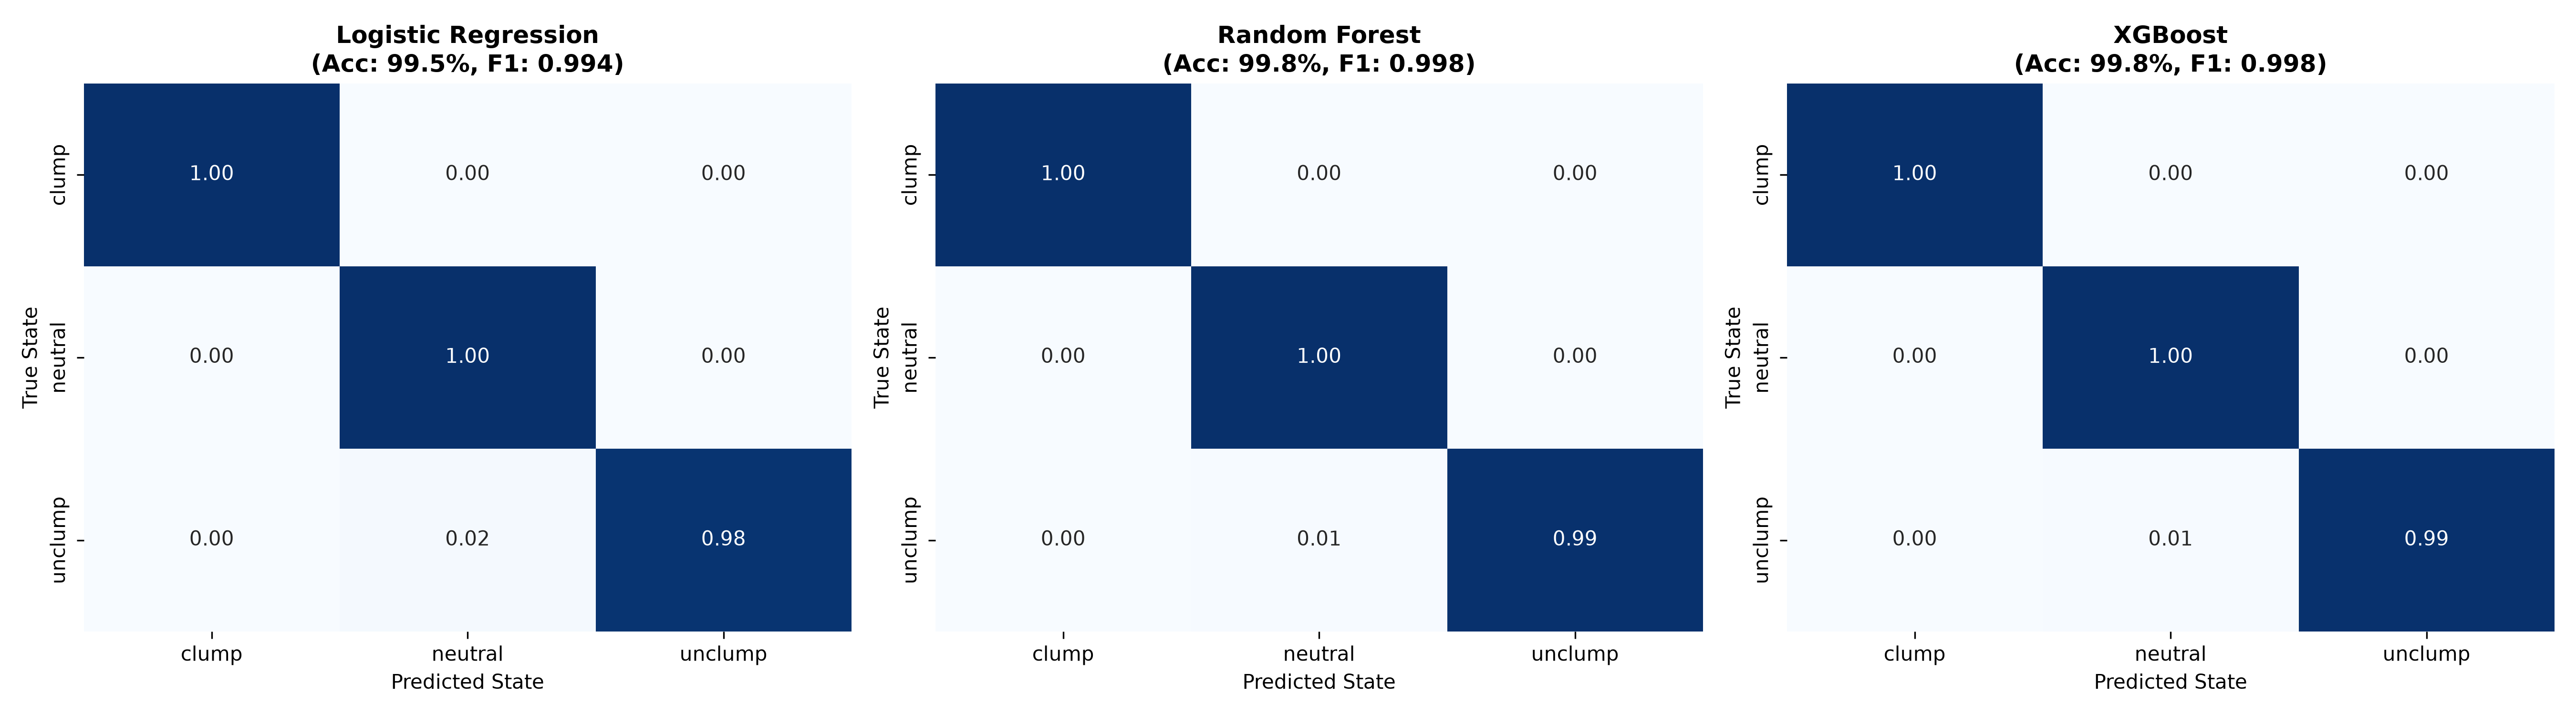 Logistic Regression
(Acc: 99.5%, F1: 0.994)
True State
clump
neutral
unclump
1.00 0.00 0.00
0.00 1.00 0.00
0.00 0.02 0.98
clump neutral unclump
Predicted State
Random Forest
(Acc: 99.8%, F1: 0.998)
True State
clump
neutral
unclump
1.00 0.00 0.00
0.00 1.00 0.00
0.00 0.01 0.99
clump neutral unclump
Predicted State
XGBoost
(Acc: 99.8%, F1: 0.998)
True State
clump
neutral
unclump
1.00 0.00 0.00
0.00 1.00 0.00
0.00 0.01 0.99
clump neutral unclump
Predicted State